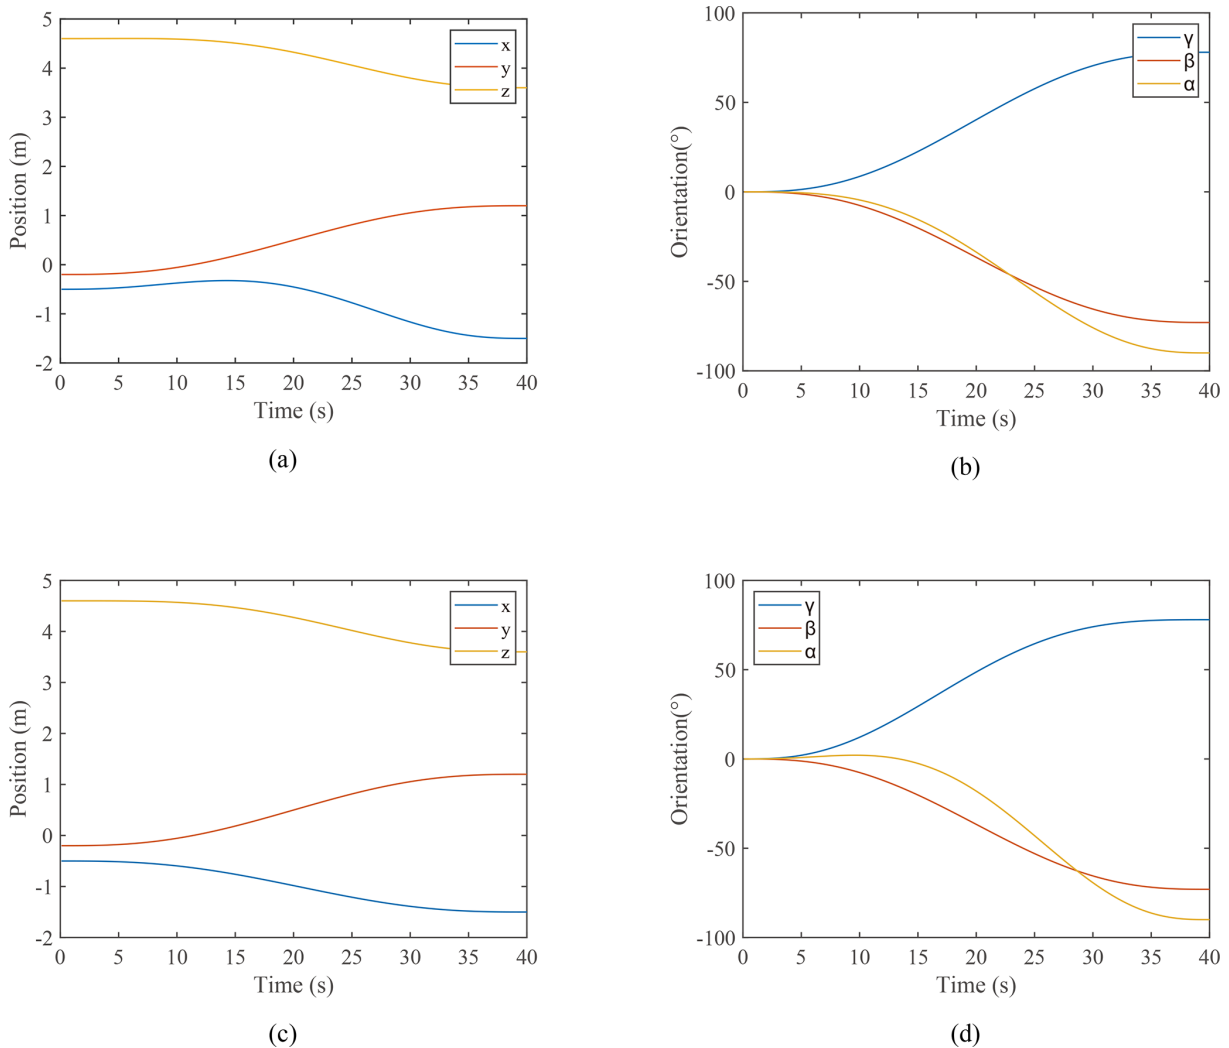 5
4
3
2
1
0
-1
-2
Position (m)
x
y
z
0 5 10 15 20 25 30 35 40
Time (s)
(a)
100
50
0
-50
-100
Orientation(°)
γ
β
α
0 5 10 15 20 25 30 35 40
Time (s)
(b)
5
4
3
2
1
0
-1
-2
Position (m)
x
y
z
0 5 10 15 20 25 30 35 40
Time (s)
(c)
100
50
0
-50
-100
Orientation(°)
γ
β
α
0 5 10 15 20 25 30 35 40
Time (s)
(d)